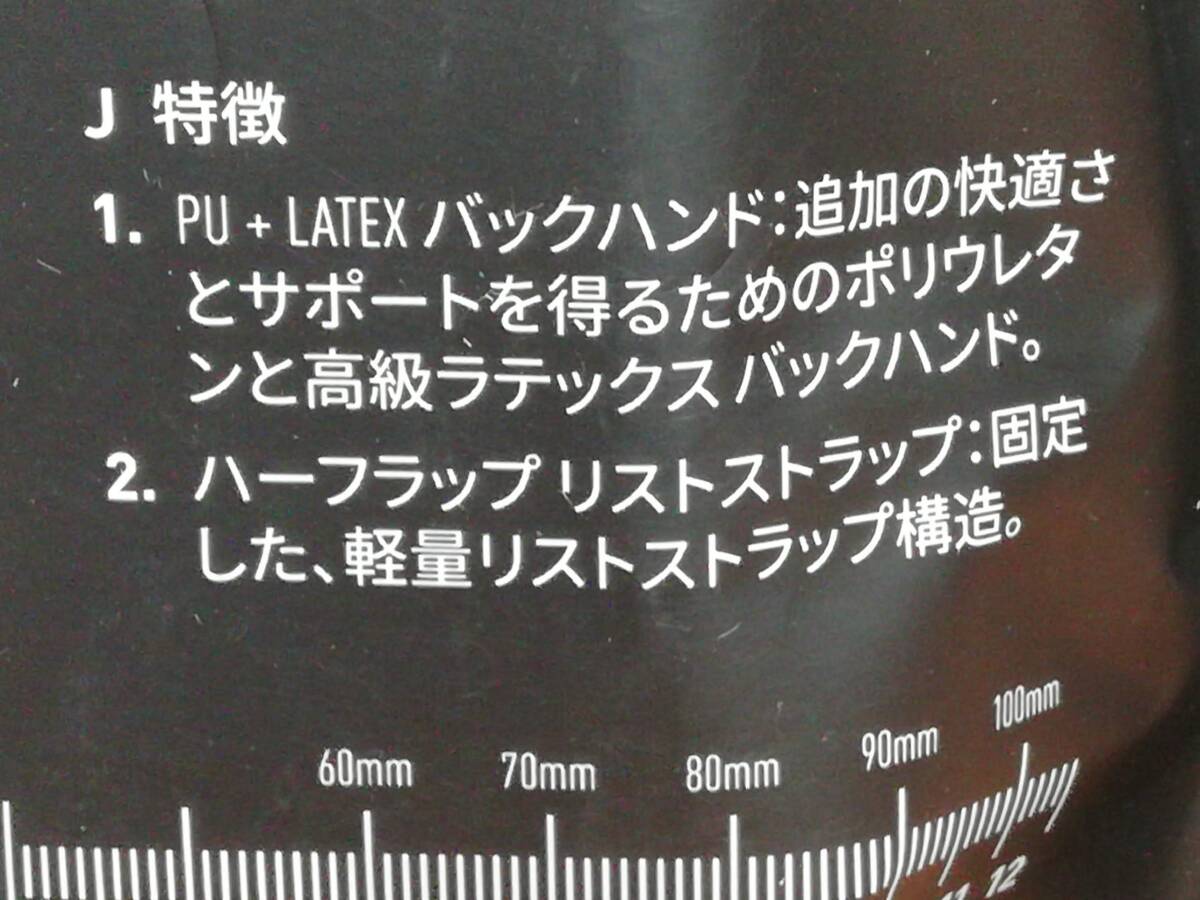 J 特徴
1. PU + LATEX バックハンド：追加の快適さ
とサポートを得るためのポリウレタ
ンと高級ラテックス バックハンド。
2. ハーフラップ リストストラップ：固定
した、軽量リストストラップ構造。
60mm 70mm 80mm 90mm 100mm
11 12